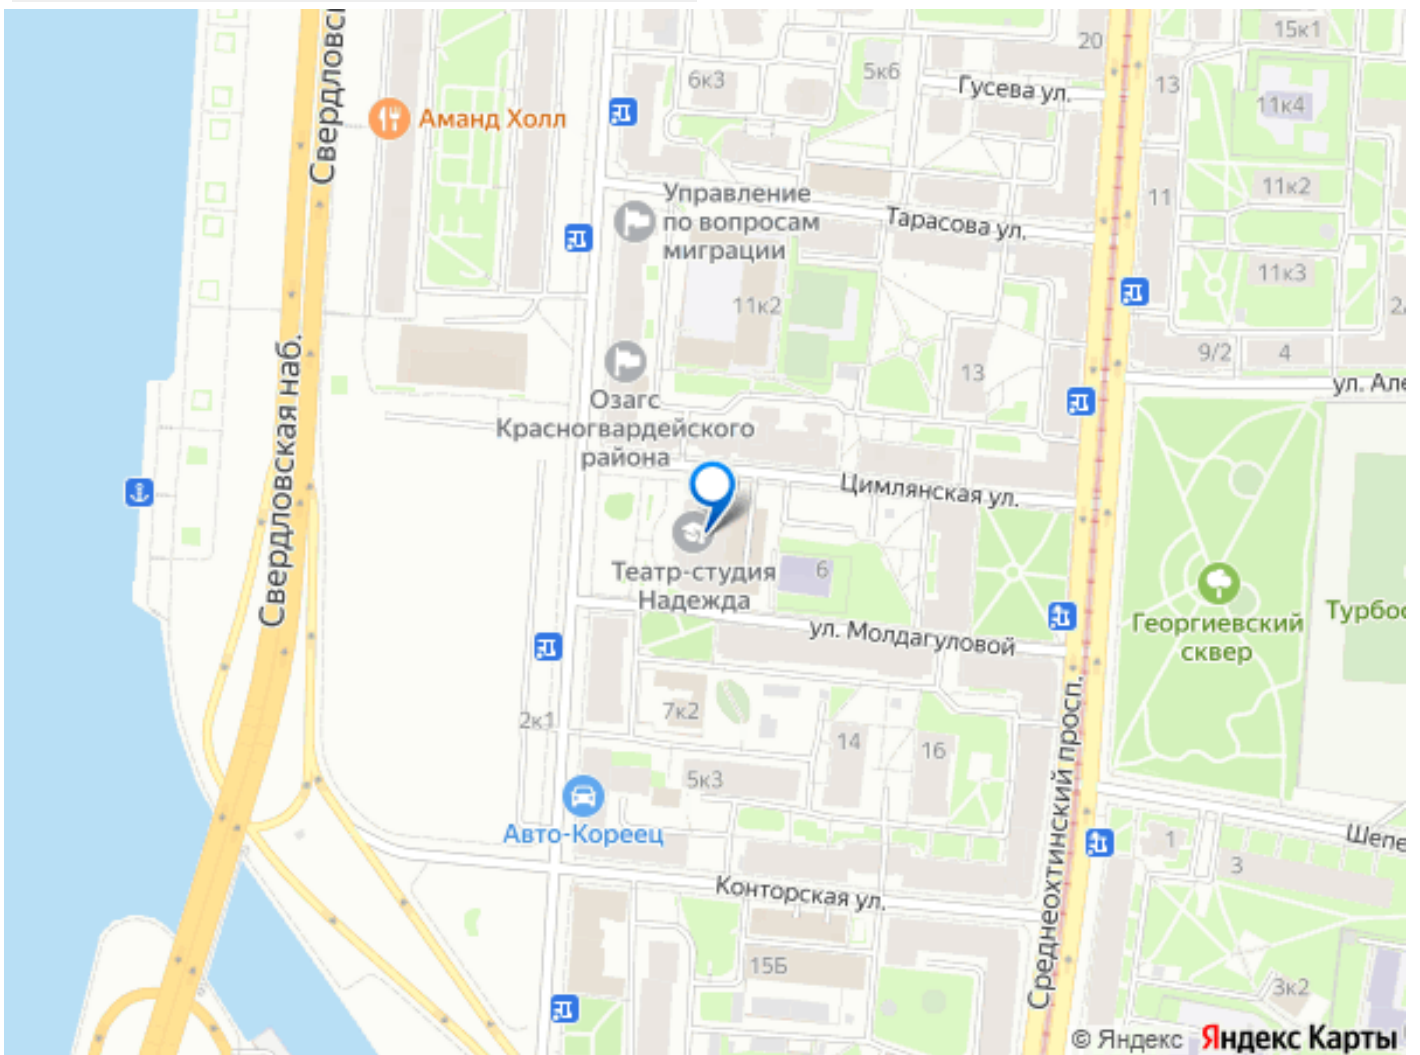 Свердловс
20
15к1
6к3
5к6
Гусева ул.
13
11к4
Аманд Холл
Управление
по вопросам
миграции
11
11к2
Тарасова ул.
11к3
11к2
9/2
4
13
ул. Але
Озагс
Красногвардейского
района
Свердловская наб.
Цимлянская ул.
Театр-студия
Надежда
6
Георгиевский
сквер
Турбос
ул. Молдагуловой
2к1
7к2
14
16
5к3
Среднеохтинский просп.
Авто-Кореец
1
Шепе
3
Конторская ул.
15Б
3к2
© Яндекс Яндекс Карты